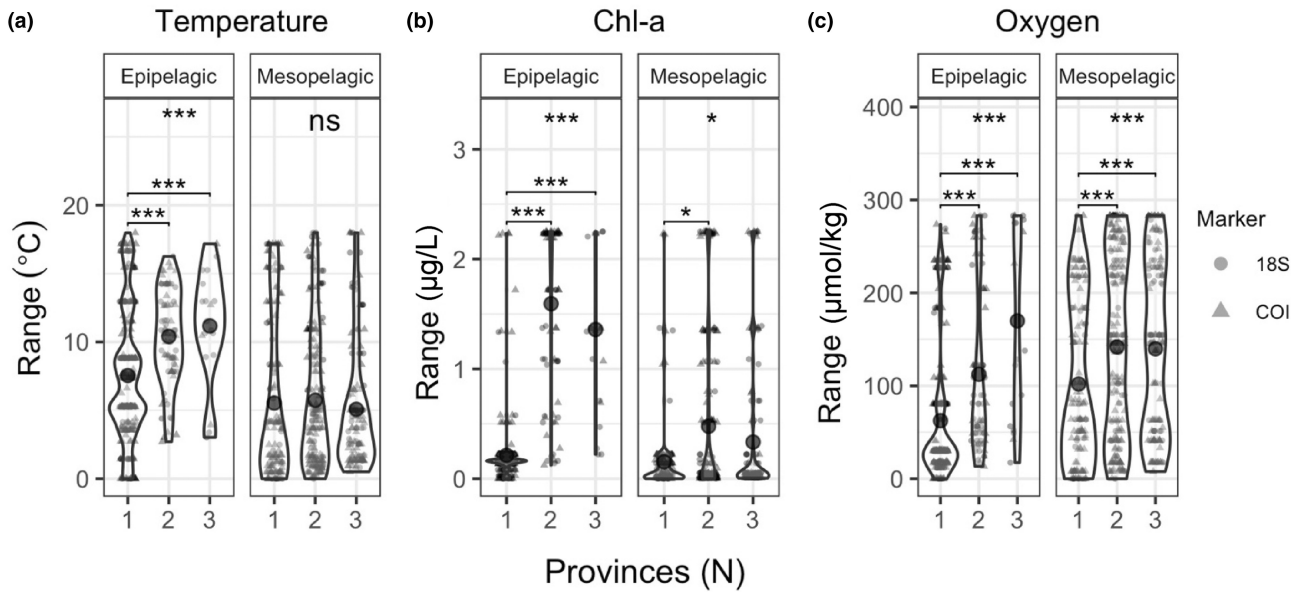 (a) Temperature
Epipelagic Mesopelagic
Range (°C)
20
10
0
***
***
***
ns
1 2 3 1 2 3
(b) Chl-a
Epipelagic Mesopelagic
Range (µg/L)
3
2
1
0
***
***
***
*
*
1 2 3 1 2 3
(c) Oxygen
Epipelagic Mesopelagic
Range (µmol/kg)
400
300
200
100
0
***
***
***
***
***
***
1 2 3 1 2 3
Marker
18S
COI
Provinces (N)